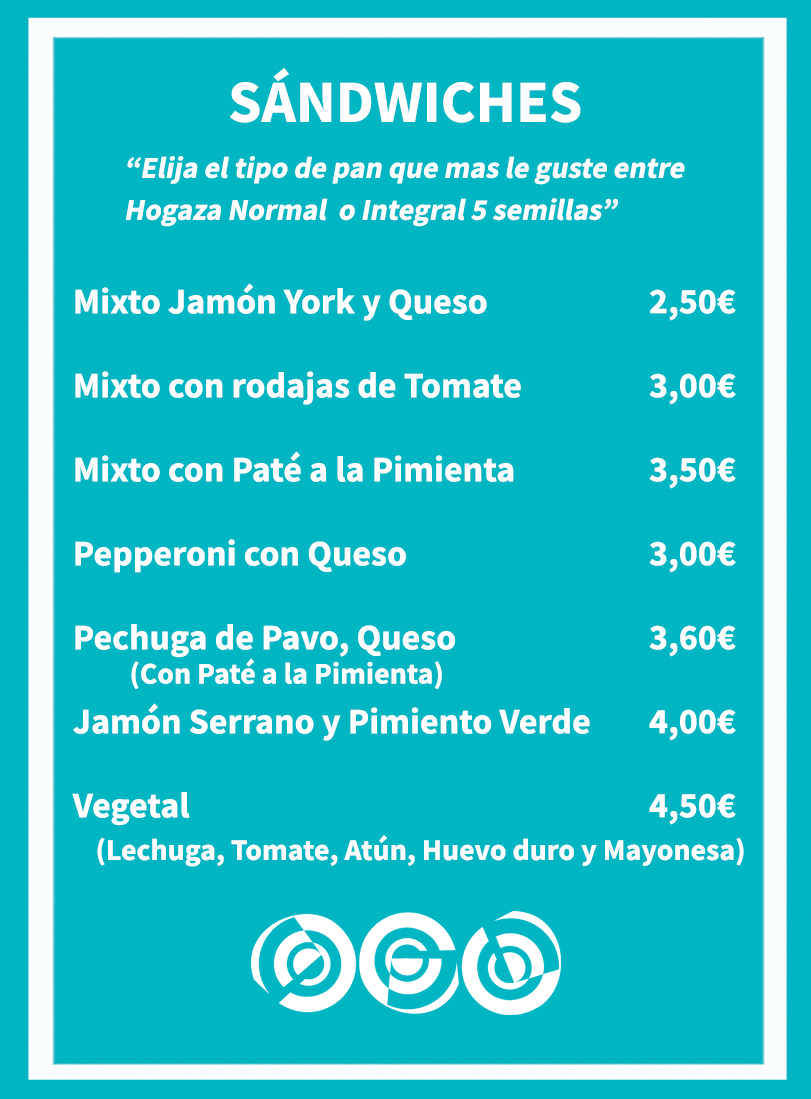 SÁNDWICHES
“Elija el tipo de pan que mas le guste entre
Hogaza Normal o Integral 5 semillas”
Mixto Jamón York y Queso 2,50€
Mixto con rodajas de Tomate 3,00€
Mixto con Paté a la Pimienta 3,50€
Pepperoni con Queso 3,00€
Pechuga de Pavo, Queso 3,60€
(Con Paté a la Pimienta)
Jamón Serrano y Pimiento Verde 4,00€
Vegetal 4,50€
(Lechuga, Tomate, Atún, Huevo duro y Mayonesa)